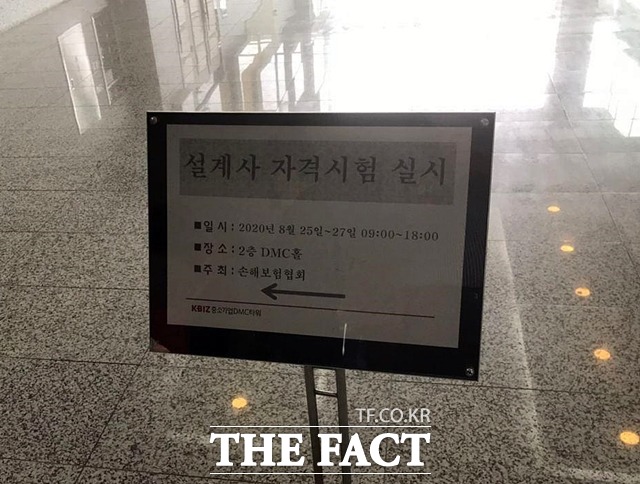 설계사 자격시험 실시
■일 시 : 2020년 8월 25일~27일 09:00~18:00
■장 소 : 2층 DMC홀
■주 최 : 손해보험협회
KBIZ 중소기업DMC타워
TF.CO.KR
THE FACT